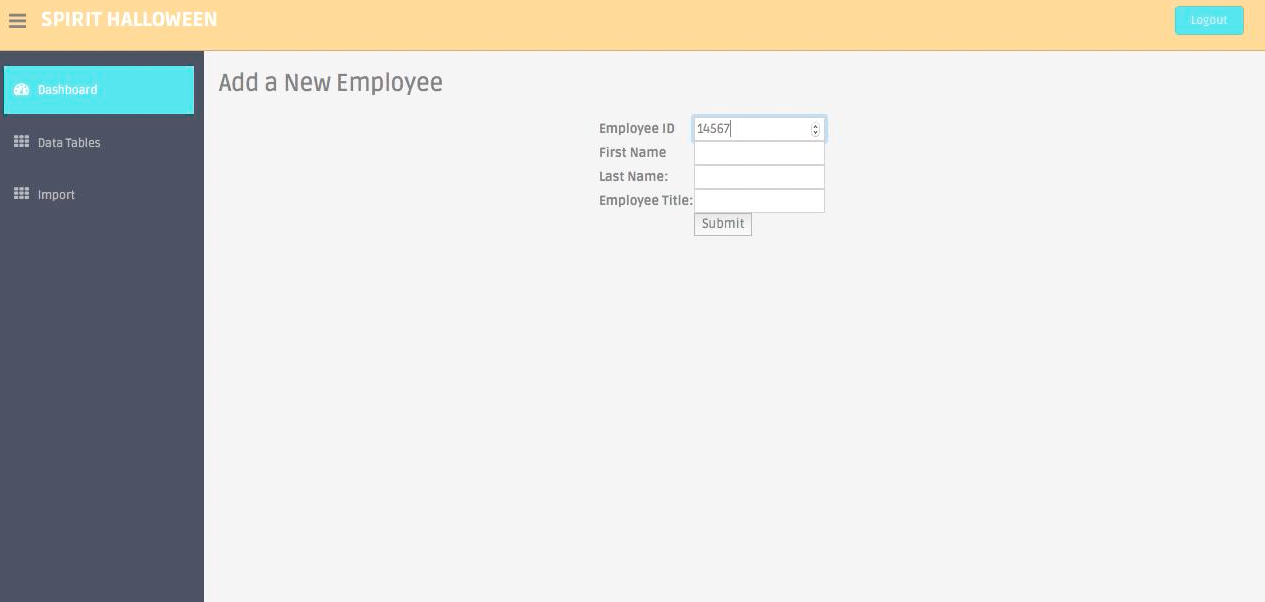 SPIRIT HALLOWEEN
Logout
Dashboard
Data Tables
Import
Add a New Employee
Employee ID 14567
First Name
Last Name:
Employee Title:
Submit